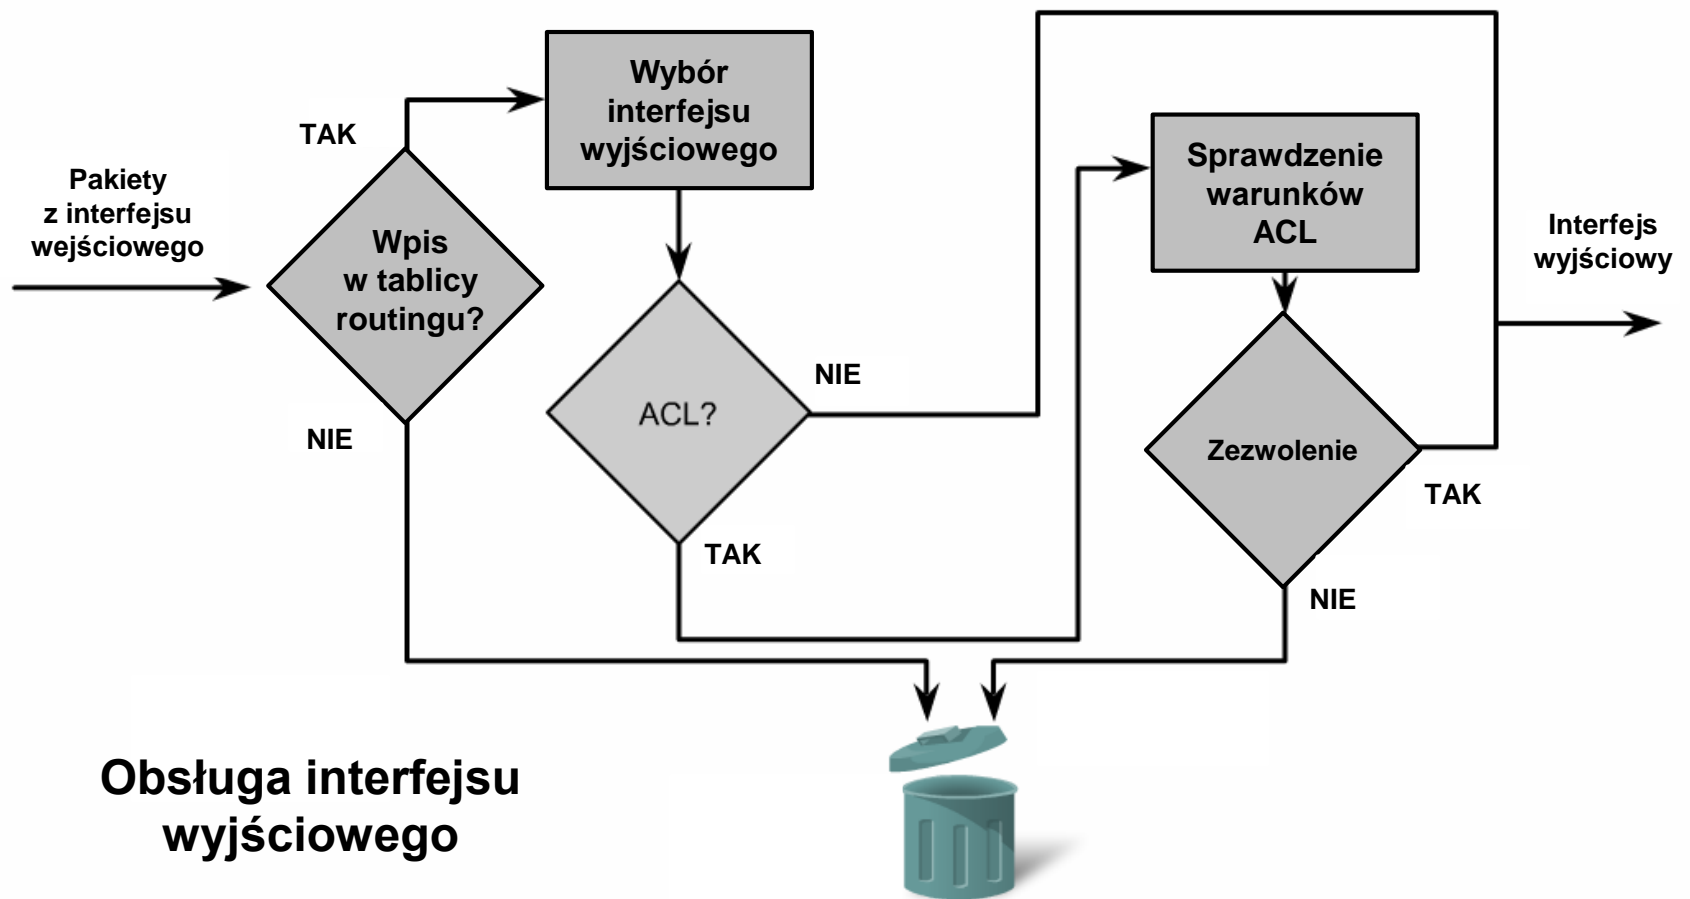 Pakiety
z interfejsu
wejściowego
TAK
Wpis
w tablicy
routingu?
NIE
Wybór
interfejsu
wyjściowego
ACL?
NIE
TAK
Sprawdzenie
warunków
ACL
Zezwolenie
TAK
NIE
Interfejs
wyjściowy
Obsługa interfejsu
wyjściowego